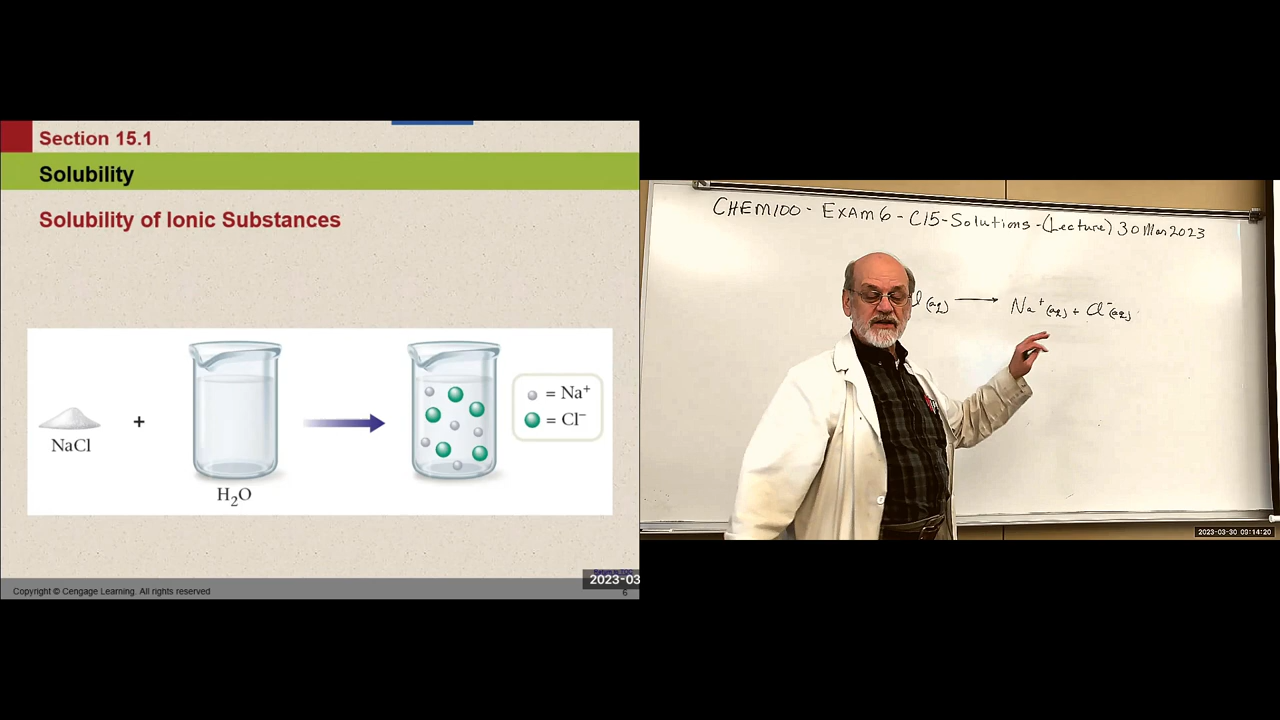 Section 15.1
Solubility
Solubility of Ionic Substances
NaCl
+
H₂O
= Na⁺
= Cl⁻
2023-03
Copyright © Cengage Learning. All rights reserved
6
CHEM100 - EXAM 6 - C15 - Solutions - (Lecture) 30 Mar 2023
l (aq) ⟶ Na⁺(aq) + Cl⁻(aq)
2023-03-30 09:14:20